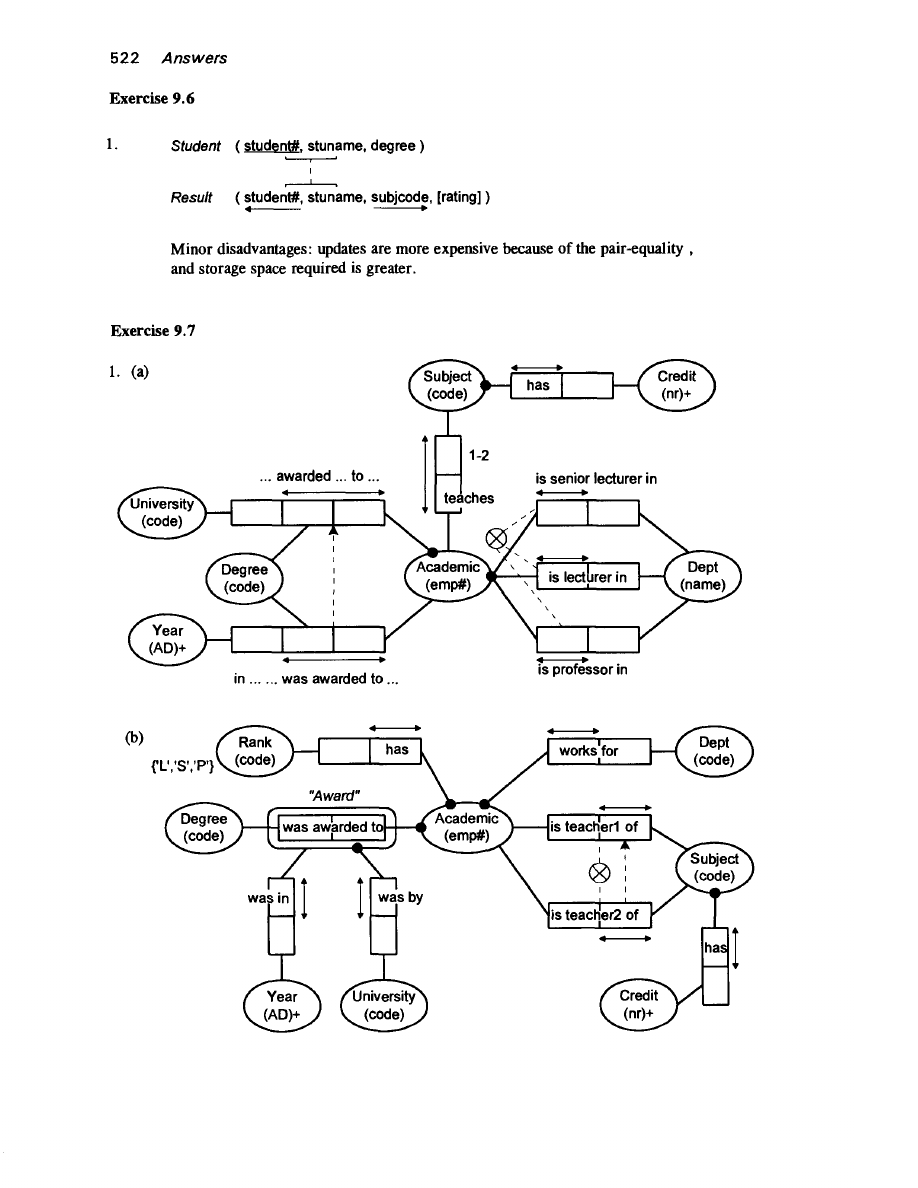 522 Answers
Exercise 9.6
1. Student ( student#, stuname, degree )
Result ( student#, stuname, subjcode, [rating] )
Minor disadvantages: updates are more expensive because of the pair-equality ,
and storage space required is greater.
Exercise 9.7
1. (a)
Subject
(code)
has
Credit
(nr)+
1-2
teaches
... awarded ... to ...
is senior lecturer in
University
(code)
Degree
(code)
Academic
(emp#)
is lecturer in
Dept
(name)
Year
(AD)+
in ... ... was awarded to ...
is professor in
(b)
{'L','S','P'}
Rank
(code)
has
works for
Dept
(code)
"Award"
Degree
(code)
was awarded to
Academic
(emp#)
is teacher1 of
Subject
(code)
was in
was by
is teacher2 of
has
Year
(AD)+
University
(code)
Credit
(nr)+